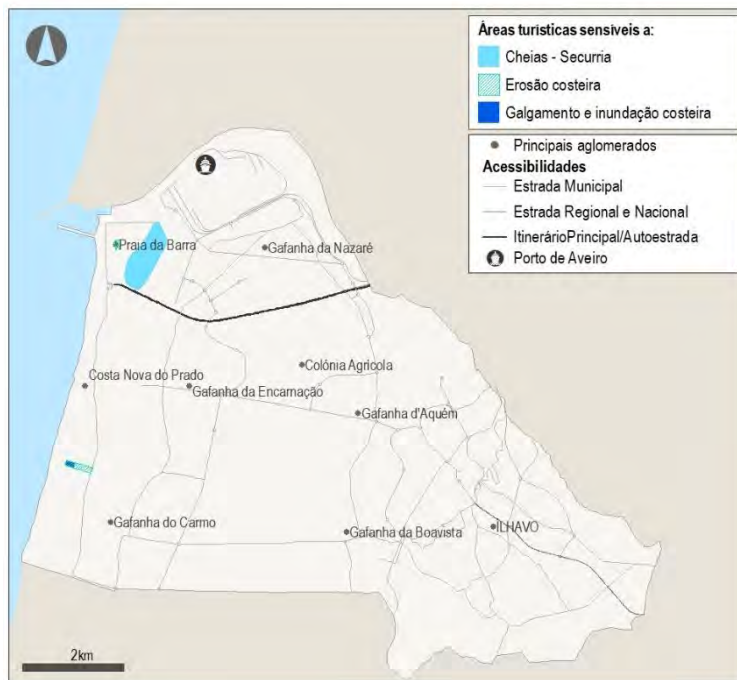 Áreas turísticas sensíveis a:
Cheias - Securria
Erosão costeira
Galgamento e inundação costeira
Principais aglomerados
Acessibilidades
Estrada Municipal
Estrada Regional e Nacional
ItinerárioPrincipal/Autoestrada
Porto de Aveiro
Praia da Barra
Gafanha da Nazaré
Colónia Agrícola
Costa Nova do Prado
Gafanha da Encarnação
Gafanha d'Aquém
Gafanha do Carmo
Gafanha da Boavista
ILHAVO
2km